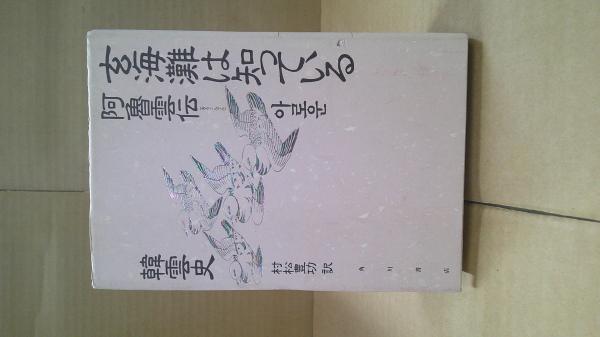 玄海灘は知っている
阿魯雲伝
아로운
韓雲史
村松豊功 訳
角川書店